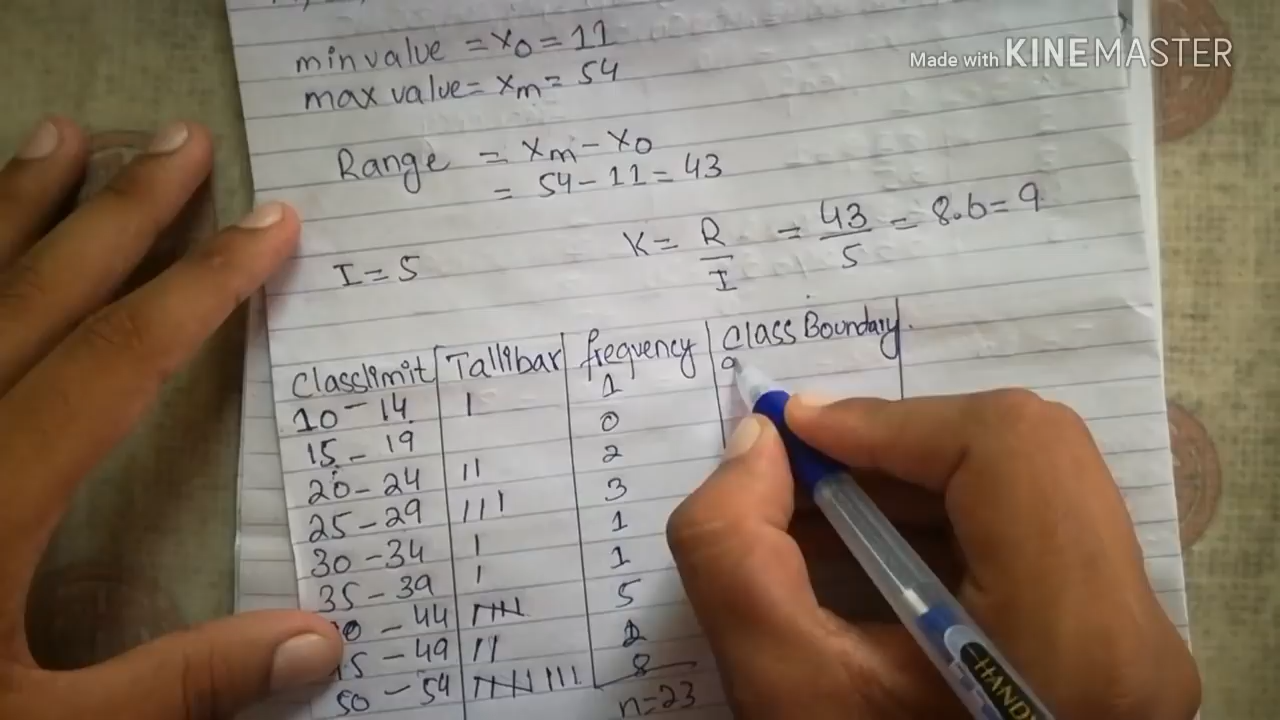 min value = x₀ = 11
Made with KINEMASTER
max value = xm = 54
Range = xm - x₀
= 54 - 11 = 43
K = R/I = 43/5 = 8.6 = 9
I = 5
Classlimit Tallibar frequency Class Boundary.
10 - 14 | 1 9
15 - 19 0
20 - 24 || 2
25 - 29 ||| 3
30 - 34 | 1
35 - 39 | 1
- 44 5
- 49 ||
50 - 54 8
n = 23
HANDY